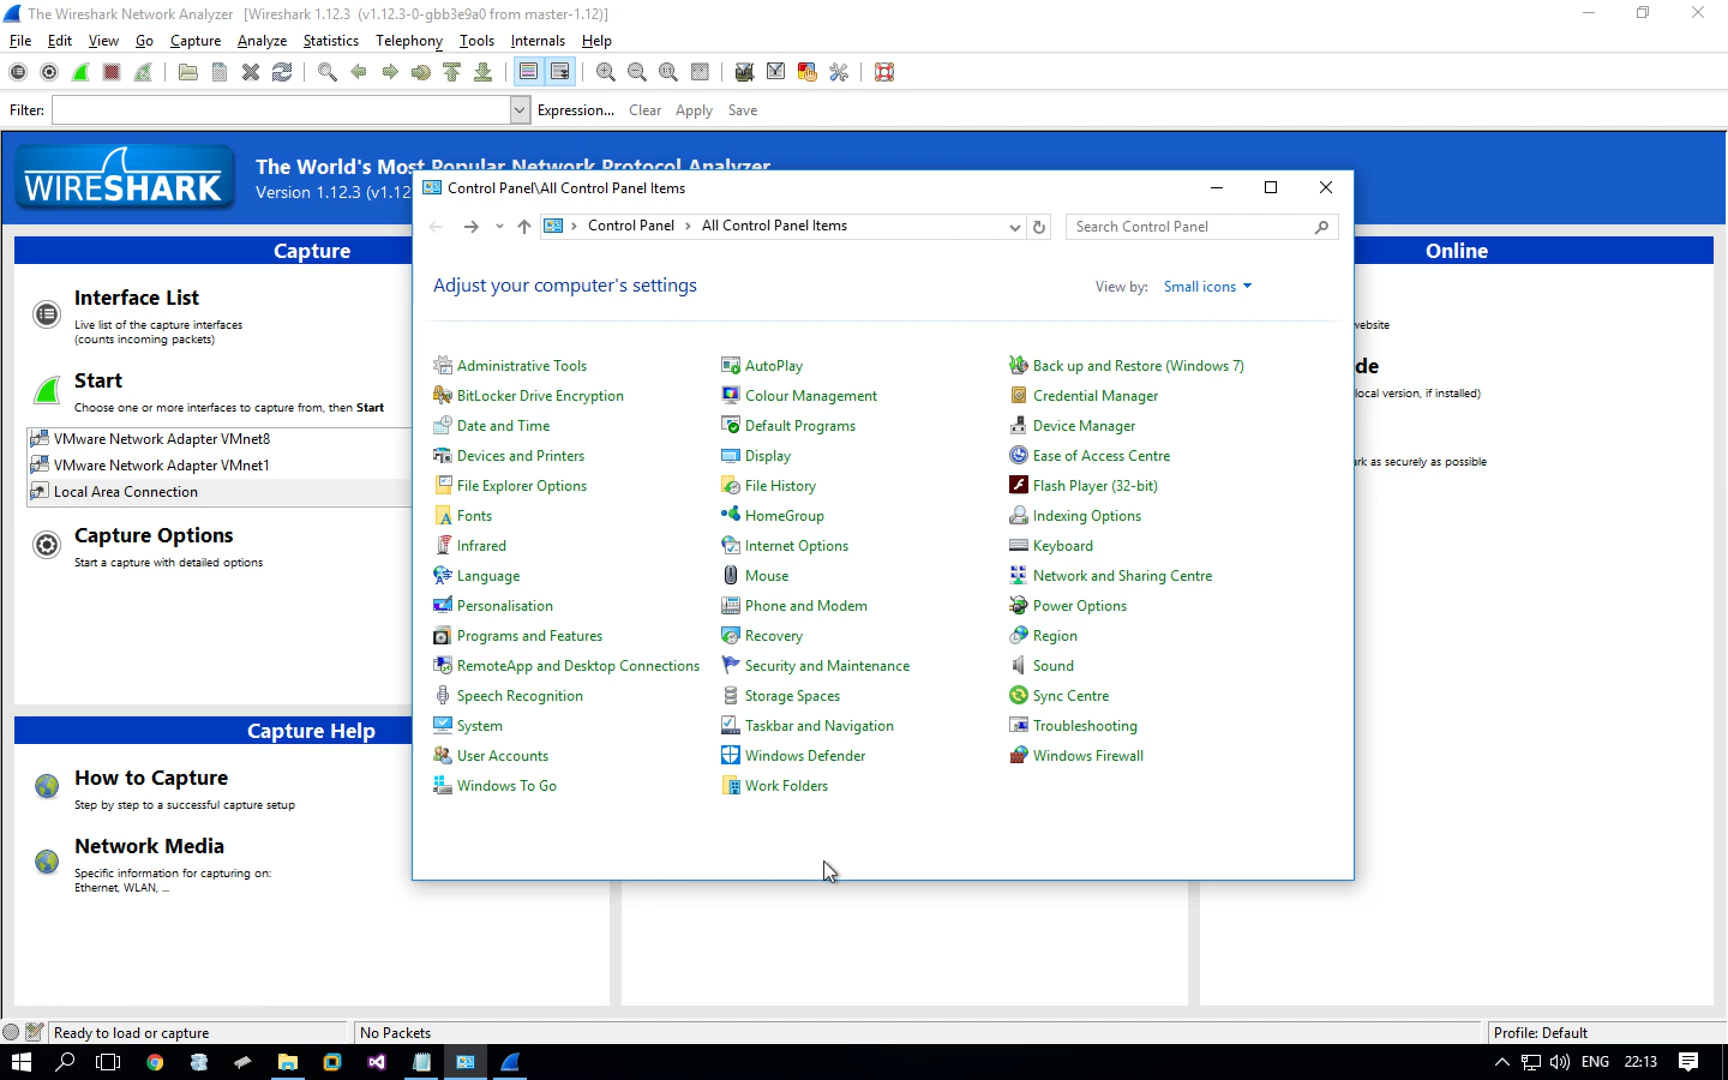 The Wireshark Network Analyzer [Wireshark 1.12.3 (v1.12.3-0-gbb3e9a0 from master-1.12)]
File Edit View Go Capture Analyze Statistics Telephony Tools Internals Help
Filter: Expression... Clear Apply Save
WIRESHARK
The World's Most Popular Network Protocol Analyzer
Version 1.12.3 (v1.12
Capture
Interface List
Live list of the capture interfaces
(counts incoming packets)
Start
Choose one or more interfaces to capture from, then Start
VMware Network Adapter VMnet8
VMware Network Adapter VMnet1
Local Area Connection
Capture Options
Start a capture with detailed options
Capture Help
How to Capture
Step by step to a successful capture setup
Network Media
Specific information for capturing on:
Ethernet, WLAN, ...
Control Panel\All Control Panel Items
Control Panel › All Control Panel Items
Search Control Panel
Adjust your computer's settings
View by: Small icons
Administrative Tools
BitLocker Drive Encryption
Date and Time
Devices and Printers
File Explorer Options
Fonts
Infrared
Language
Personalisation
Programs and Features
RemoteApp and Desktop Connections
Speech Recognition
System
User Accounts
Windows To Go
AutoPlay
Colour Management
Default Programs
Display
File History
HomeGroup
Internet Options
Mouse
Phone and Modem
Recovery
Security and Maintenance
Storage Spaces
Taskbar and Navigation
Windows Defender
Work Folders
Back up and Restore (Windows 7)
Credential Manager
Device Manager
Ease of Access Centre
Flash Player (32-bit)
Indexing Options
Keyboard
Network and Sharing Centre
Power Options
Region
Sound
Sync Centre
Troubleshooting
Windows Firewall
Online
website
de
local version, if installed)
rk as securely as possible
Ready to load or capture
No Packets
Profile: Default
ENG 22:13